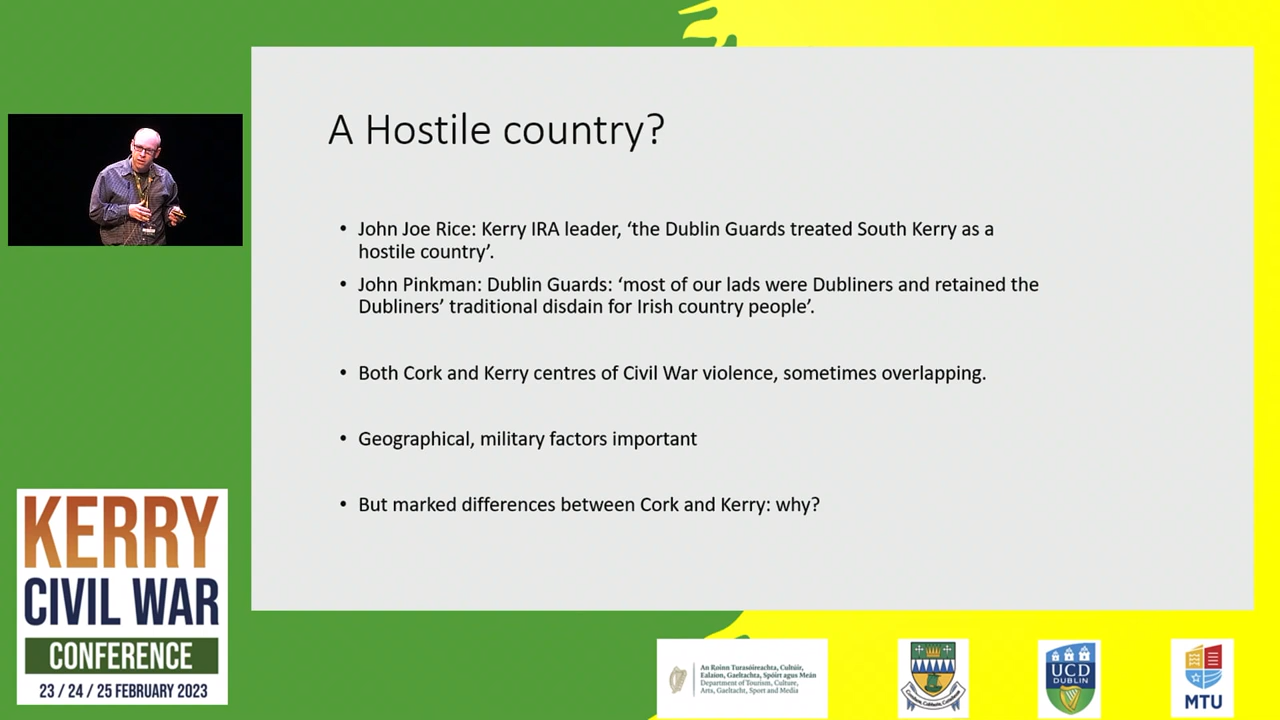 A Hostile country?
• John Joe Rice: Kerry IRA leader, ‘the Dublin Guards treated South Kerry as a
hostile country’.
• John Pinkman: Dublin Guards: ‘most of our lads were Dubliners and retained the
Dubliners’ traditional disdain for Irish country people’.
• Both Cork and Kerry centres of Civil War violence, sometimes overlapping.
• Geographical, military factors important
• But marked differences between Cork and Kerry: why?
KERRY
CIVIL WAR
CONFERENCE
23 / 24 / 25 FEBRUARY 2023
An Roinn Turasóireachta, Cultúir,
Ealaíon, Gaeltachta, Spóirt agus Meán
Department of Tourism, Culture,
Arts, Gaeltacht, Sport and Media
UCD
DUBLIN
MTU